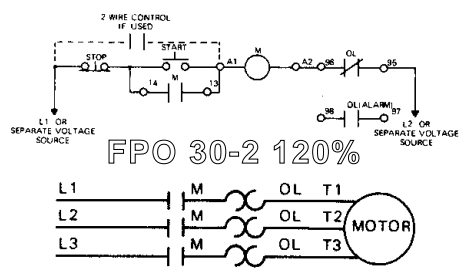 2 WIRE CONTROL
IF USED
START
STOP
A1
M
A2
96
OL
95
14
M
13
98
OL(ALARM)
97
L1 OR
SEPARATE VOLTAGE
SOURCE
L2 OR
SEPARATE VOLTAGE
SOURCE
FPO 30-2 120%
L1 M OL T1
L2 M OL T2
L3 M OL T3
MOTOR